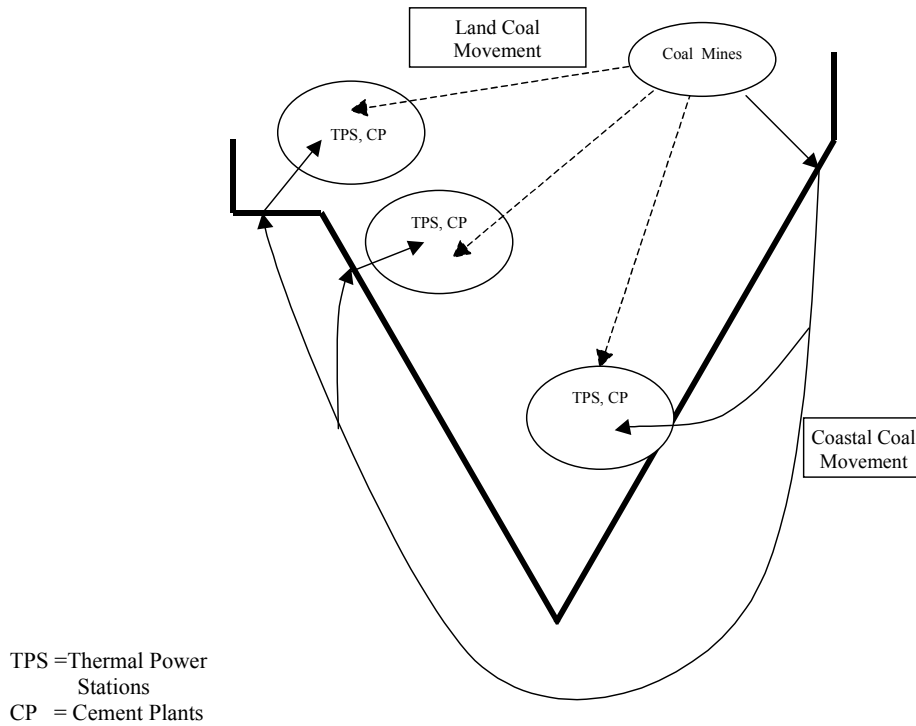 Land Coal
Movement
Coal Mines
TPS, CP
TPS, CP
TPS, CP
Coastal Coal
Movement
TPS =Thermal Power
Stations
CP = Cement Plants